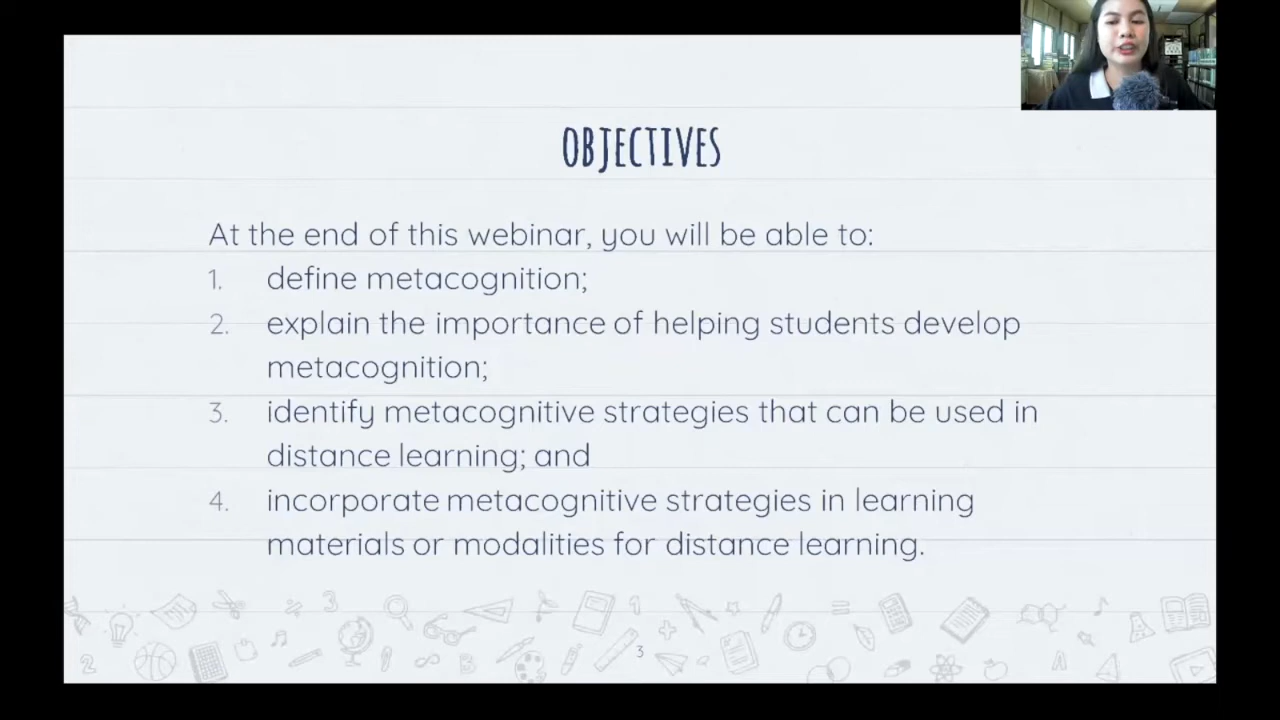 OBJECTIVES
At the end of this webinar, you will be able to:
1. define metacognition;
2. explain the importance of helping students develop
metacognition;
3. identify metacognitive strategies that can be used in
distance learning; and
4. incorporate metacognitive strategies in learning
materials or modalities for distance learning.
3